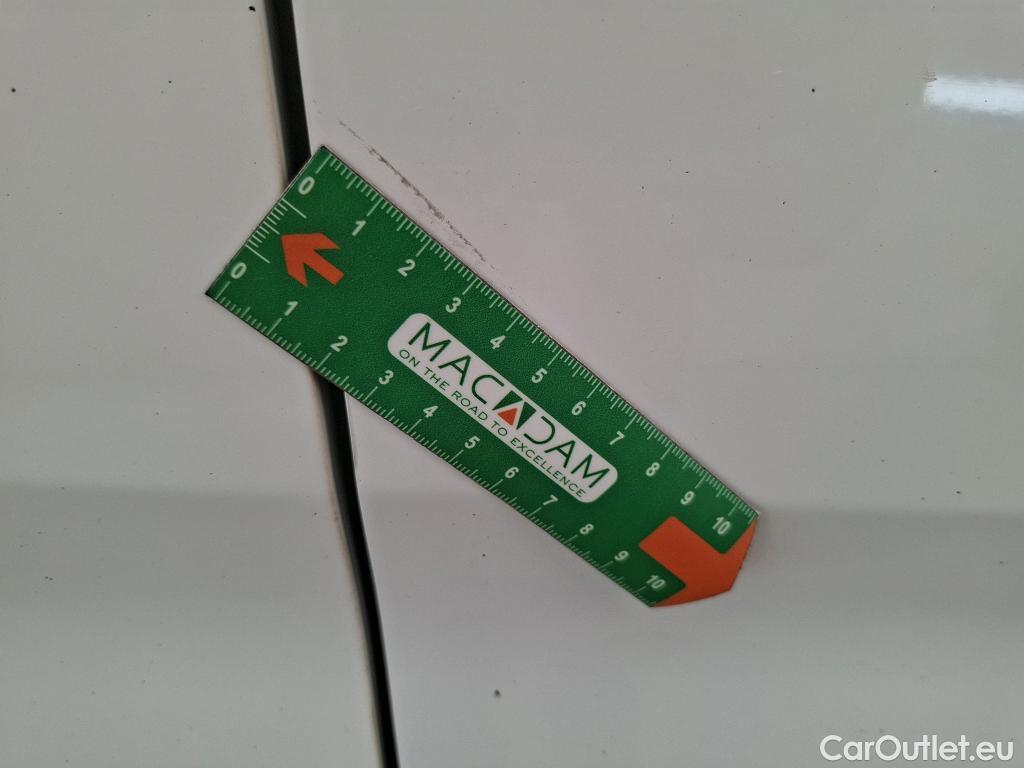 0 1 2 3 4 5 6 7 8 9 10
MACADAM
ON THE ROAD TO EXCELLENCE
0 1 2 3 4 5 6 7 8 9 10
CarOutlet.eu